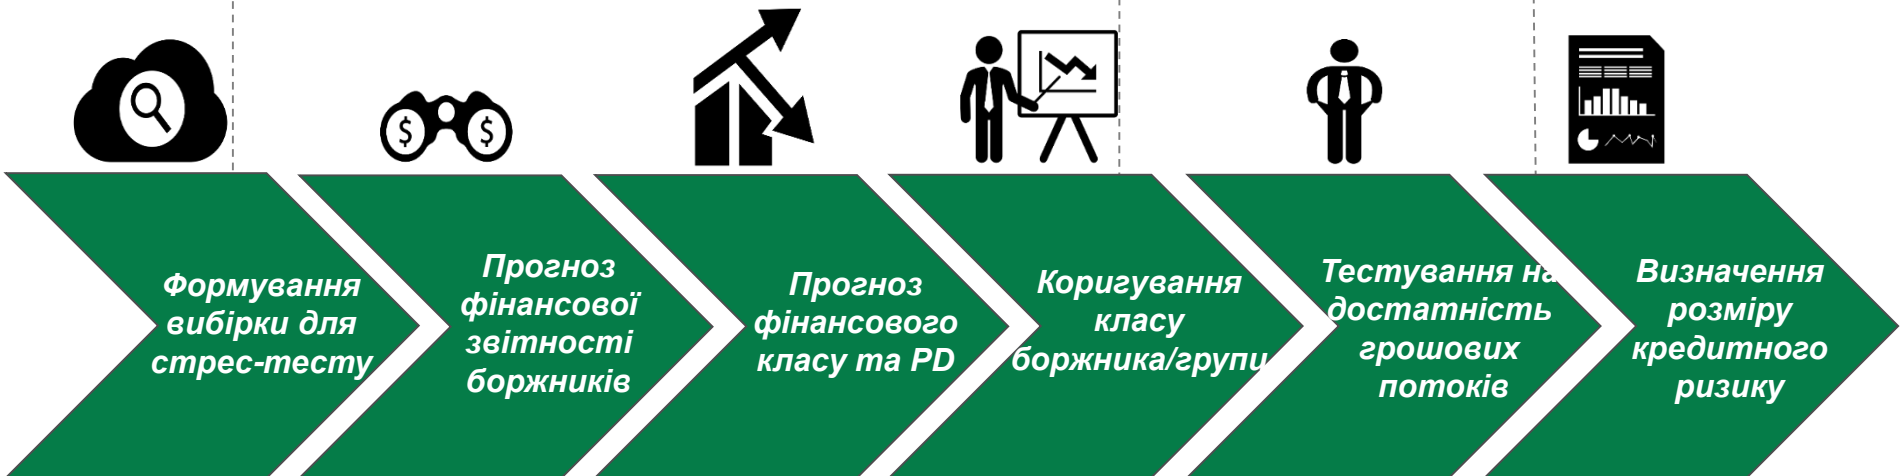 Формування
вибірки для
стрес-тесту
Прогноз
фінансової
звітності
боржників
Прогноз
фінансового
класу та PD
Коригування
класу
боржника/групи
Тестування на
достатність
грошових
потоків
Визначення
розміру
кредитного
ризику
$ $